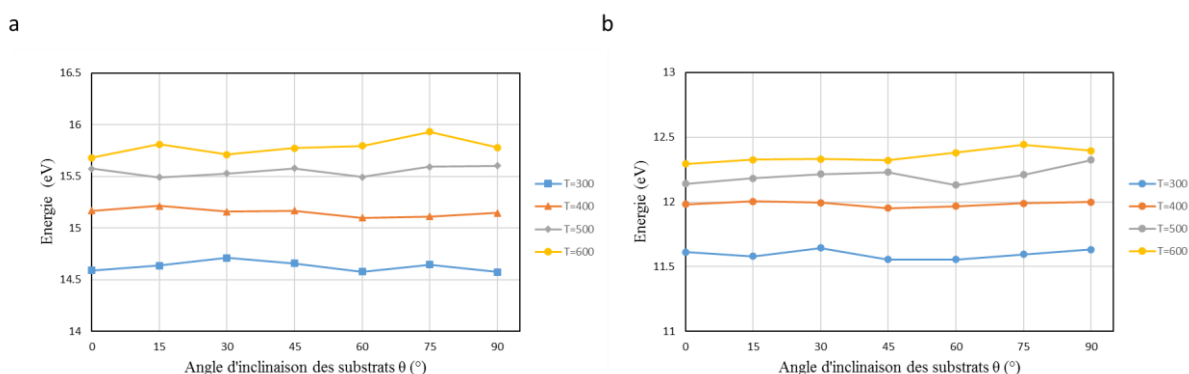 a
16.5
16
15.5
15
14.5
14
Energie (eV)
0 15 30 45 60 75 90
Angle d'inclinaison des substrats θ (°)
T=300
T=400
T=500
T=600
b
13
12.5
12
11.5
11
Energie (eV)
0 15 30 45 60 75 90
Angle d'inclinaison des substrats θ (°)
T=300
T=400
T=500
T=600